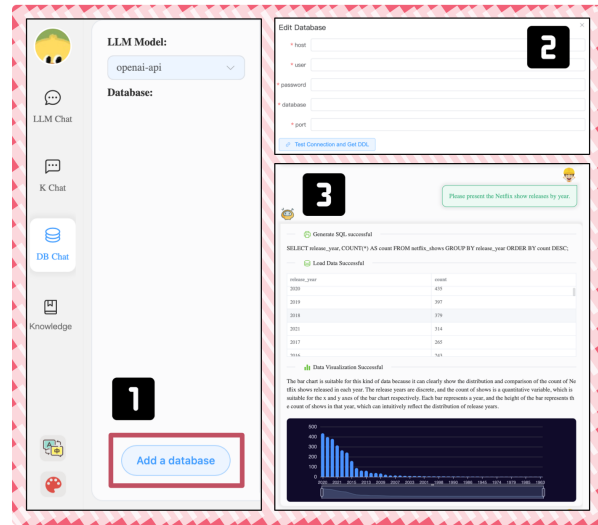 LLM Model:
openai-api
Database:
LLM Chat
K Chat
DB Chat
Knowledge
1
Add a database
Edit Database
2
* host
* user
* password
* database
* port
Test Connection and Get DDL
3
Please present the Netflix show releases by year.
Generate SQL successful
SELECT release_year, COUNT(*) AS count FROM netflix_shows GROUP BY release_year ORDER BY count DESC;
Load Data Successful
release_year count
2020 435
2019 397
2018 379
2021 314
2017 265
Data Visualization Successful
The bar chart is suitable for this kind of data because it can clearly show the distribution and comparison of the count of Ne
tflix shows released in each year. The release years are discrete, and the count of shows is a quantitative variable, which is
suitable for the x and y axes of the bar chart respectively. Each bar represents a year, and the height of the bar represents th
e count of shows in that year, which can intuitively reflect the distribution of release years.
500
400
300
200
100
0